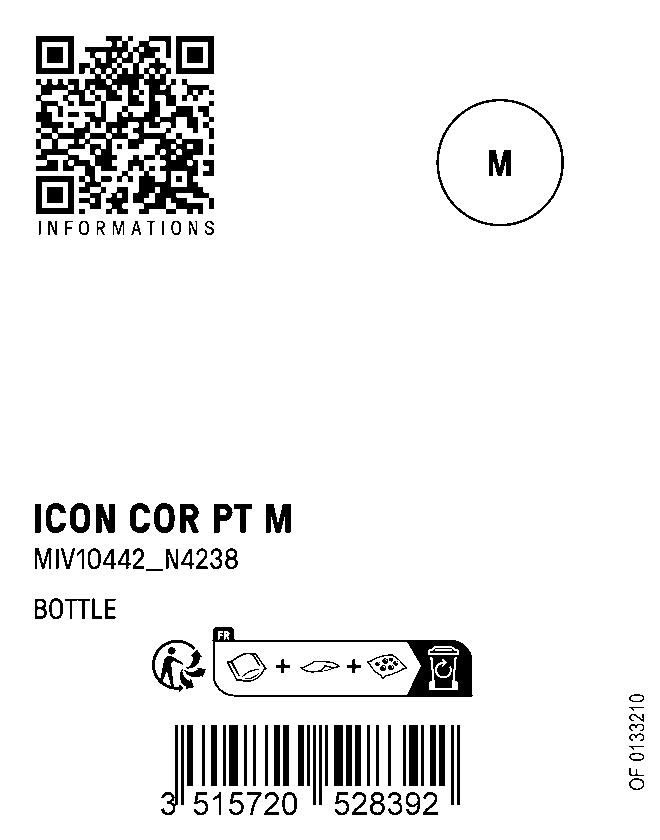 INFORMATIONS
M
ICON COR PT M
MIV10442_N4238
BOTTLE
FR
3 515720 528392
OF 0133210